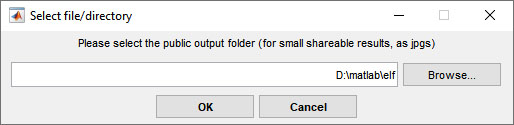 Select file/directory
Please select the public output folder (for small shareable results, as jpgs)
D:\matlab\elf
Browse...
OK
Cancel